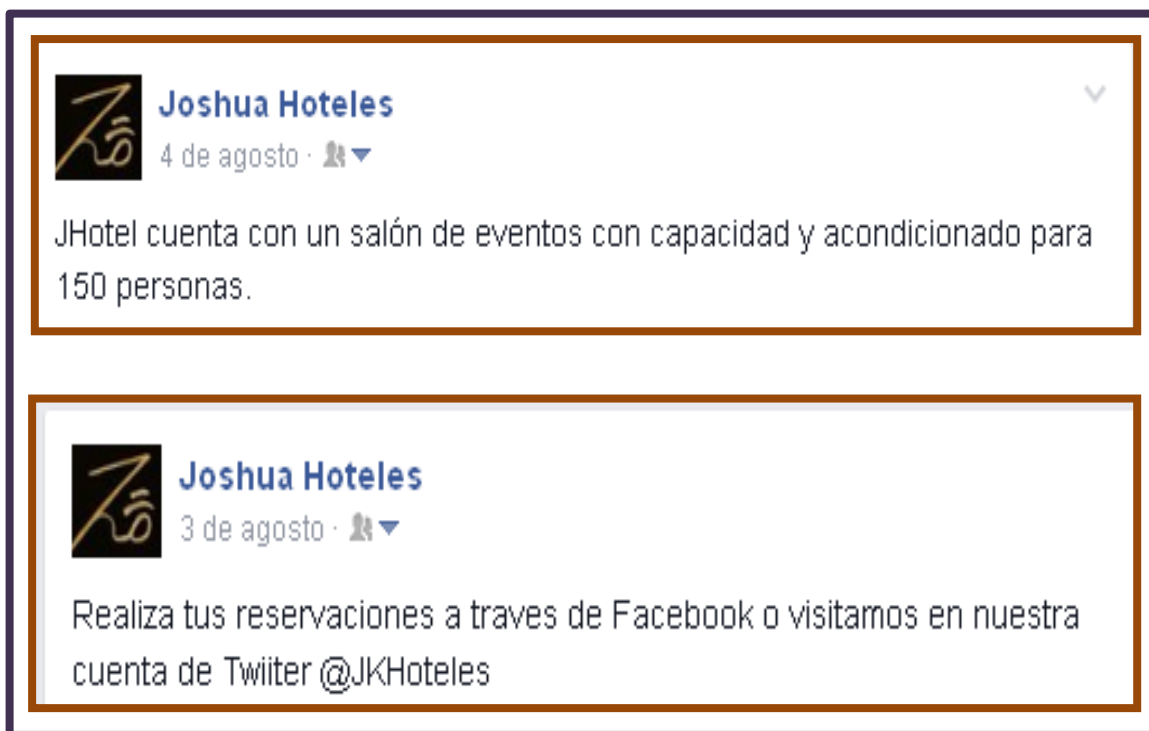 Joshua Hoteles
4 de agosto ·
JHotel cuenta con un salón de eventos con capacidad y acondicionado para
150 personas.
Joshua Hoteles
3 de agosto ·
Realiza tus reservaciones a traves de Facebook o visitamos en nuestra
cuenta de Twiiter @JKHoteles